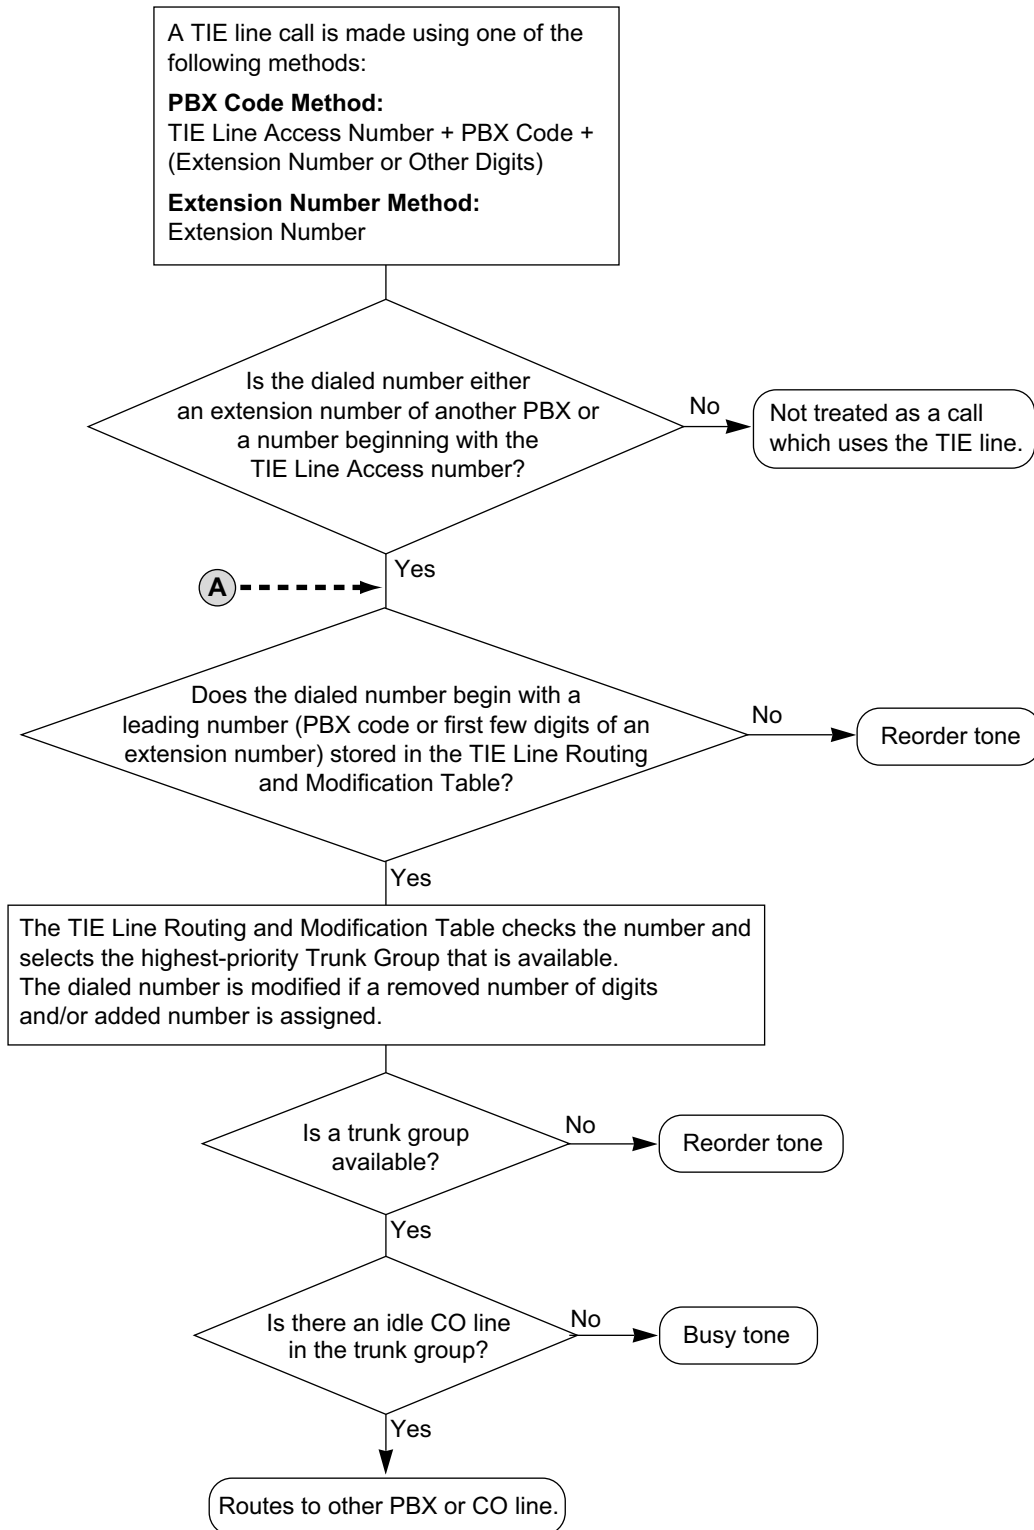 A TIE line call is made using one of the
following methods:
PBX Code Method:
TIE Line Access Number + PBX Code +
(Extension Number or Other Digits)
Extension Number Method:
Extension Number
Is the dialed number either
an extension number of another PBX or
a number beginning with the
TIE Line Access number?
No
Not treated as a call
which uses the TIE line.
Yes
A
Does the dialed number begin with a
leading number (PBX code or first few digits of an
extension number) stored in the TIE Line Routing
and Modification Table?
No
Reorder tone
Yes
The TIE Line Routing and Modification Table checks the number and
selects the highest-priority Trunk Group that is available.
The dialed number is modified if a removed number of digits
and/or added number is assigned.
Is a trunk group
available?
No
Reorder tone
Yes
Is there an idle CO line
in the trunk group?
No
Busy tone
Yes
Routes to other PBX or CO line.